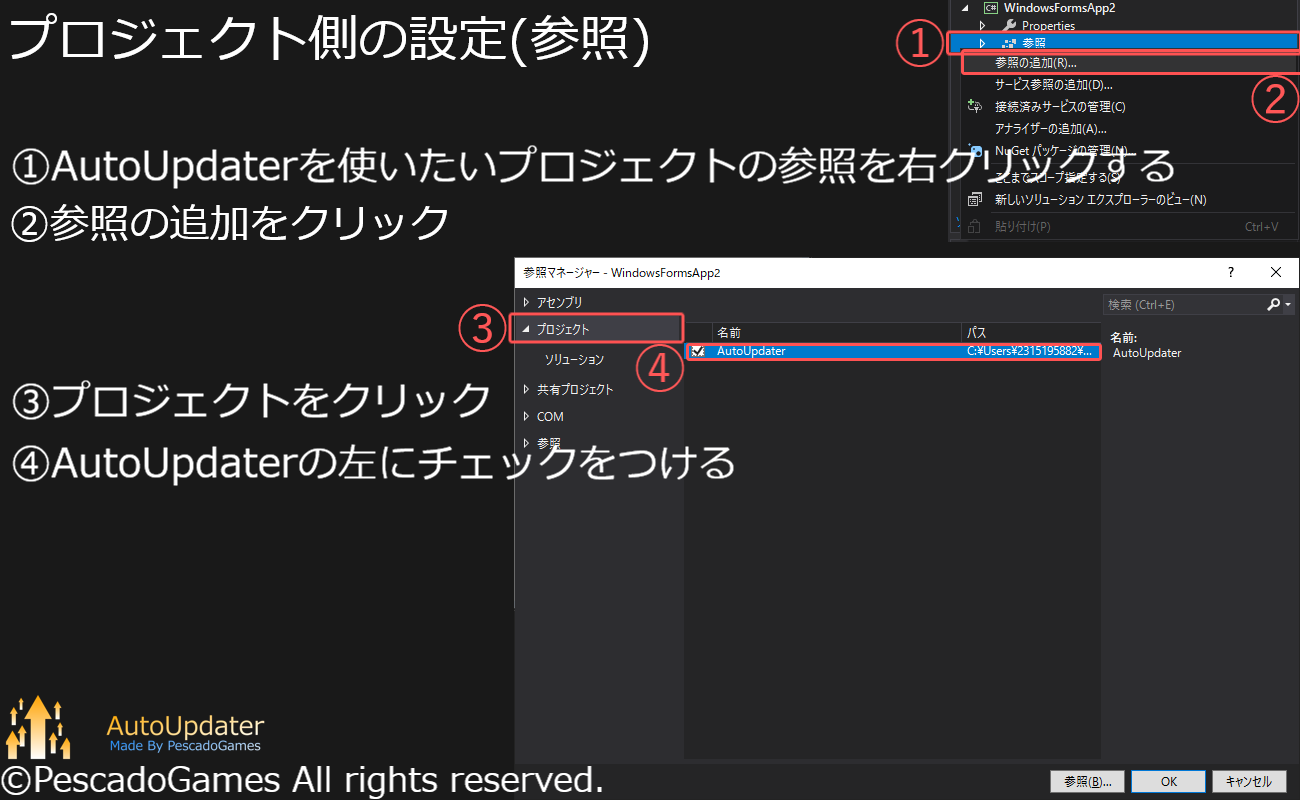 プロジェクト側の設定(参照)
WindowsFormsApp2
Properties
①
参照
参照の追加(R)...
②
サービス参照の追加(D)...
接続済みサービスの管理(C)
アナライザーの追加(A)...
NuGet パッケージの管理(N)...
ここまでスコープ指定する(S)
新しいソリューション エクスプローラーのビュー(N)
貼り付け(P) Ctrl+V
①AutoUpdaterを使いたいプロジェクトの参照を右クリックする
②参照の追加をクリック
参照マネージャー - WindowsFormsApp2
?
アセンブリ
検索 (Ctrl+E)
③
プロジェクト
名前 パス
名前:
④
AutoUpdater C:¥Users¥2315195882¥...
AutoUpdater
ソリューション
共有プロジェクト
COM
参照
③プロジェクトをクリック
④AutoUpdaterの左にチェックをつける
AutoUpdater
Made By PescadoGames
©PescadoGames All rights reserved.
参照(B)... OK キャンセル